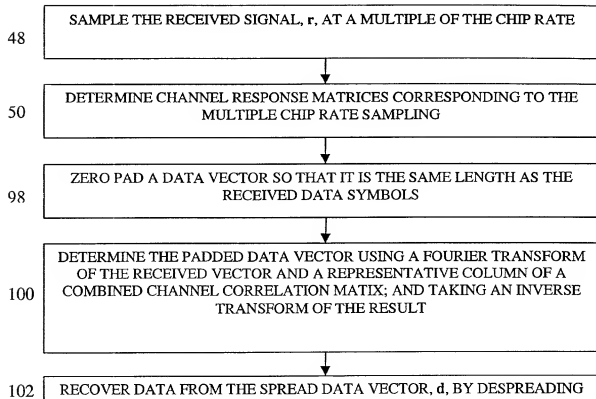 48
SAMPLE THE RECEIVED SIGNAL, r, AT A MULTIPLE OF THE CHIP RATE
50
DETERMINE CHANNEL RESPONSE MATRICES CORRESPONDING TO THE
MULTIPLE CHIP RATE SAMPLING
98
ZERO PAD A DATA VECTOR SO THAT IT IS THE SAME LENGTH AS THE
RECEIVED DATA SYMBOLS
100
DETERMINE THE PADDED DATA VECTOR USING A FOURIER TRANSFORM
OF THE RECEIVED VECTOR AND A REPRESENTATIVE COLUMN OF A
COMBINED CHANNEL CORRELATION MATIX; AND TAKING AN INVERSE
TRANSFORM OF THE RESULT
102
RECOVER DATA FROM THE SPREAD DATA VECTOR, d, BY DESPREADING